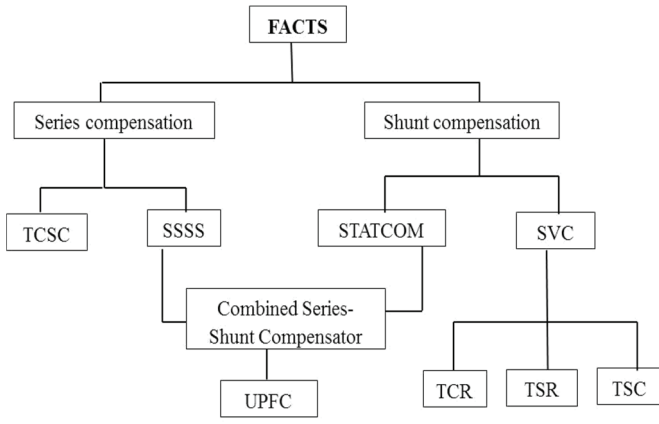 FACTS
Series compensation
Shunt compensation
TCSC
SSSS
STATCOM
SVC
Combined Series-
Shunt Compensator
UPFC
TCR
TSR
TSC